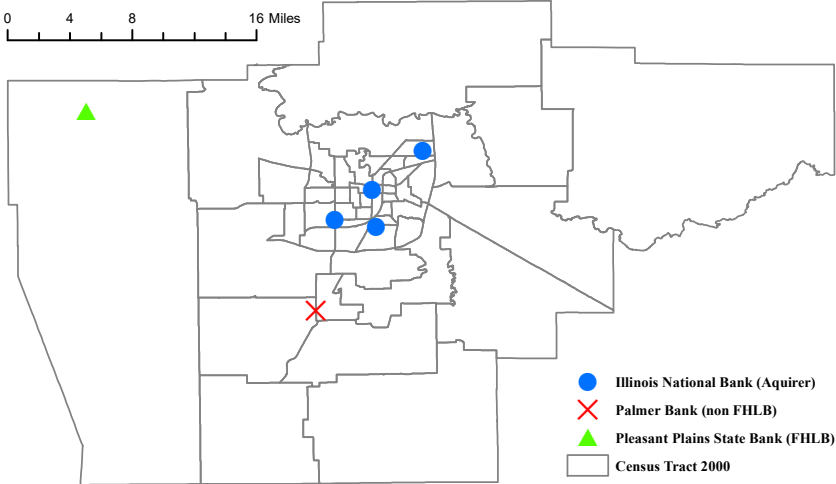 0 4 8 16 Miles
Illinois National Bank (Aquirer)
Palmer Bank (non FHLB)
Pleasant Plains State Bank (FHLB)
Census Tract 2000